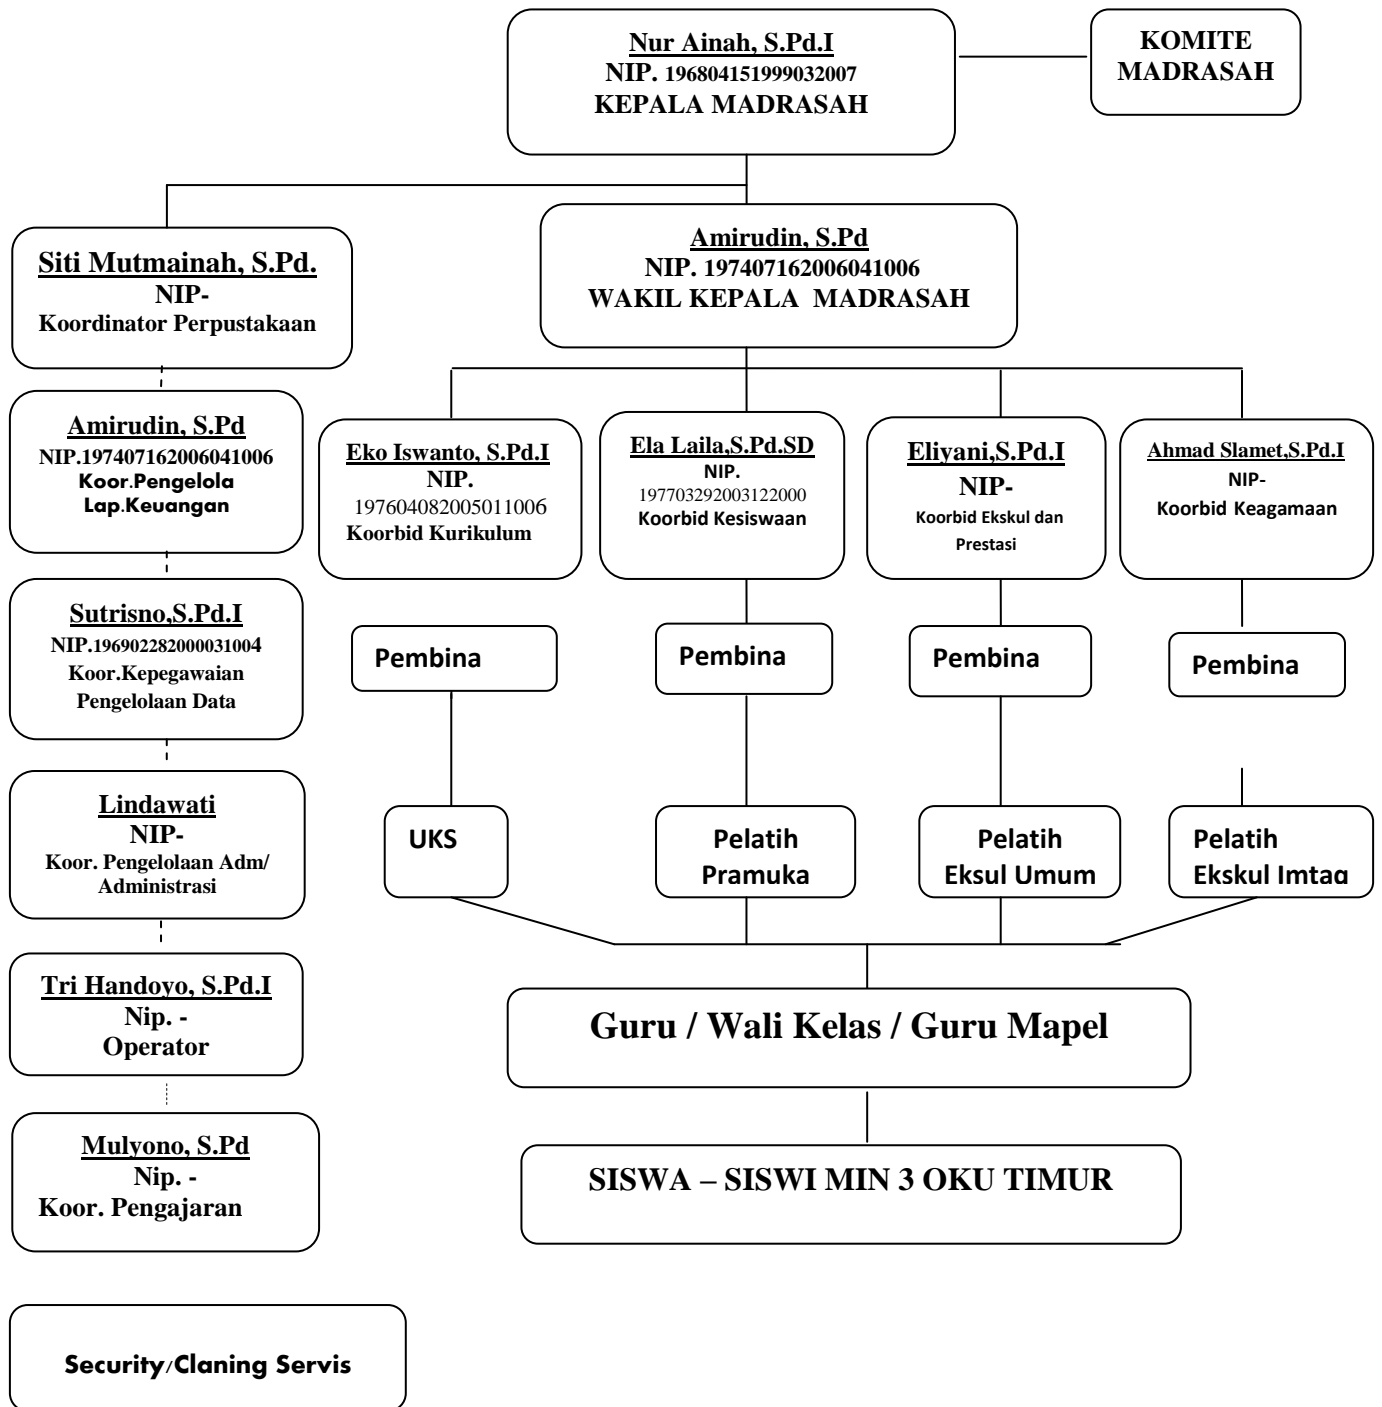 Nur Ainah, S.Pd.I
NIP. 196804151999032007
KEPALA MADRASAH
KOMITE
MADRASAH
Siti Mutmainah, S.Pd.
NIP-
Koordinator Perpustakaan
Amirudin, S.Pd
NIP. 197407162006041006
WAKIL KEPALA MADRASAH
Amirudin, S.Pd
NIP.197407162006041006
Koor.Pengelola
Lap.Keuangan
Eko Iswanto, S.Pd.I
NIP.
197604082005011006
Koorbid Kurikulum
Ela Laila,S.Pd.SD
NIP.
197703292003122000
Koorbid Kesiswaan
Eliyani,S.Pd.I
NIP-
Koorbid Ekskul dan
Prestasi
Ahmad Slamet,S.Pd.I
NIP-
Koorbid Keagamaan
Sutrisno,S.Pd.I
NIP.196902282000031004
Koor.Kepegawaian
Pengelolaan Data
Pembina
Pembina
Pembina
Pembina
Lindawati
NIP-
Koor. Pengelolaan Adm/
Administrasi
UKS
Pelatih
Pramuka
Pelatih
Eksul Umum
Pelatih
Ekskul Imtaq
Tri Handoyo, S.Pd.I
Nip. -
Operator
Guru / Wali Kelas / Guru Mapel
Mulyono, S.Pd
Nip. -
Koor. Pengajaran
SISWA – SISWI MIN 3 OKU TIMUR
Security/Claning Servis